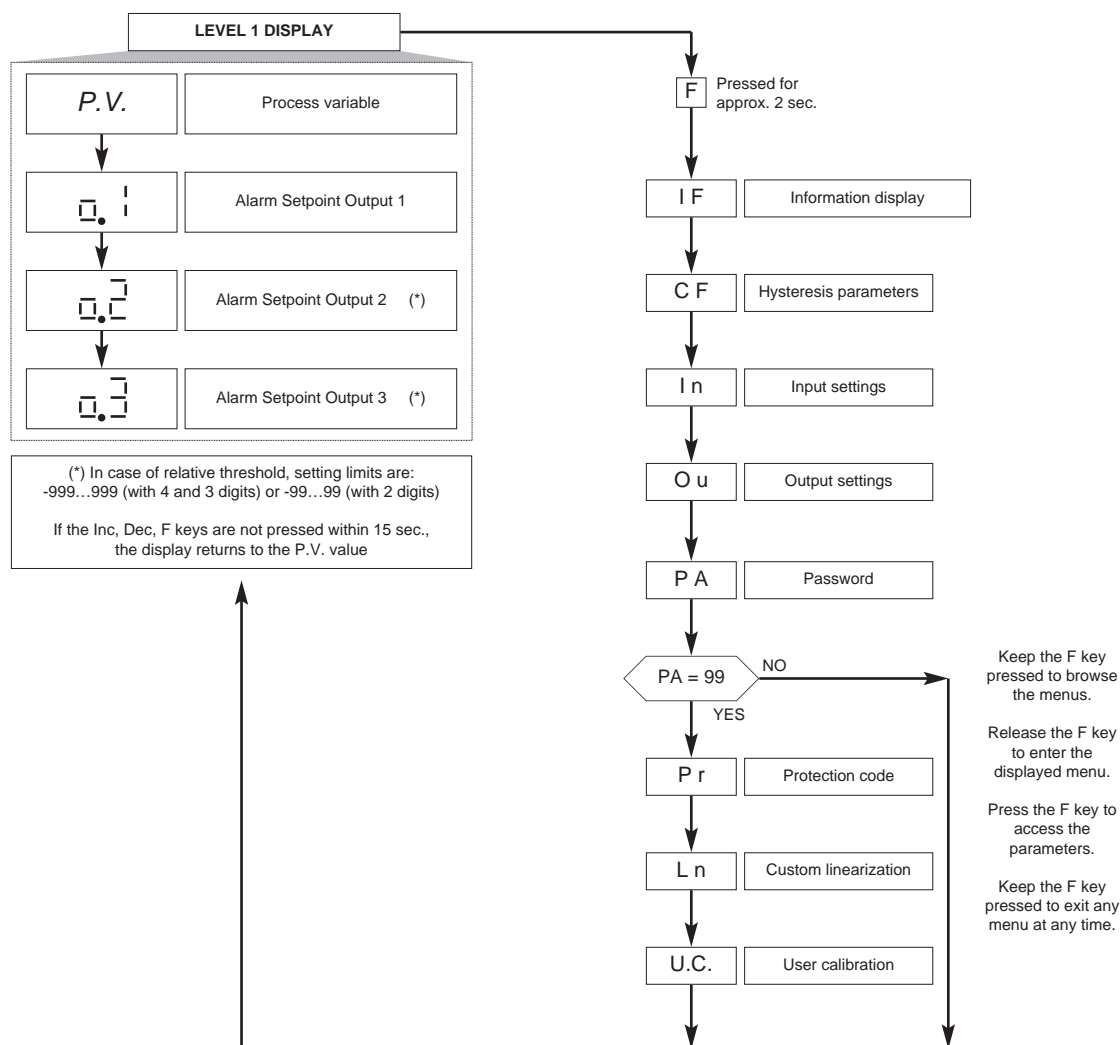 LEVEL 1 DISPLAY
P.V.
Process variable
o.1
Alarm Setpoint Output 1
o.2
Alarm Setpoint Output 2 (*)
o.3
Alarm Setpoint Output 3 (*)
(*) In case of relative threshold, setting limits are:
-999…999 (with 4 and 3 digits) or -99…99 (with 2 digits)
If the Inc, Dec, F keys are not pressed within 15 sec.,
the display returns to the P.V. value
F
Pressed for
approx. 2 sec.
I F
Information display
C F
Hysteresis parameters
I n
Input settings
O u
Output settings
P A
Password
PA = 99
NO
YES
P r
Protection code
L n
Custom linearization
U.C.
User calibration
Keep the F key
pressed to browse
the menus.
Release the F key
to enter the
displayed menu.
Press the F key to
access the
parameters.
Keep the F key
pressed to exit any
menu at any time.